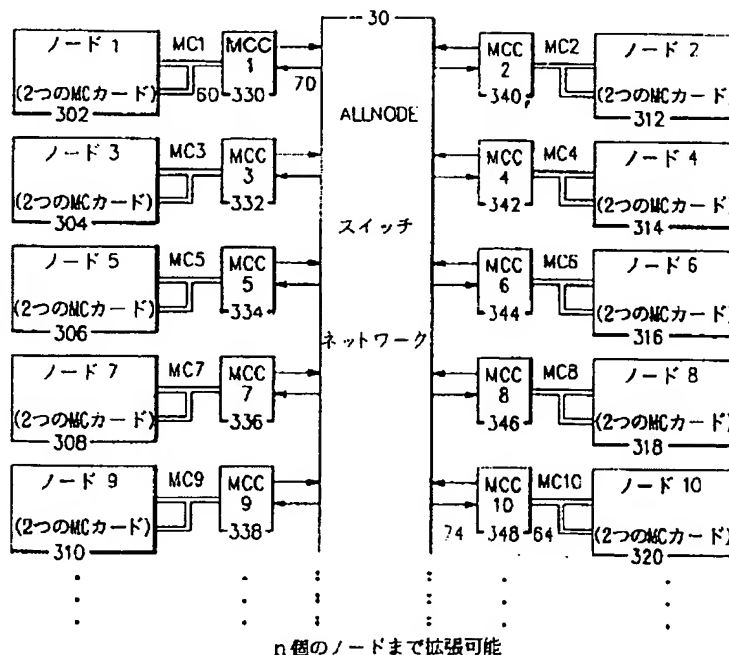 30
ALLNODE
スイッチ
ネットワーク
ノード 1
(2つのMCカード)
302
MC1
60
MCC
1
330
70
MCC
2
340
MC2
ノード 2
(2つのMCカード)
312
ノード 3
(2つのMCカード)
304
MC3
MCC
3
332
MCC
4
342
MC4
ノード 4
(2つのMCカード)
314
ノード 5
(2つのMCカード)
306
MC5
MCC
5
334
MCC
6
344
MC6
ノード 6
(2つのMCカード)
316
ノード 7
(2つのMCカード)
308
MC7
MCC
7
336
MCC
8
346
MC8
ノード 8
(2つのMCカード)
318
ノード 9
(2つのMCカード)
310
MC9
MCC
9
338
74
MCC
10
348
64
MC10
ノード 10
(2つのMCカード)
320
n個のノードまで拡張可能